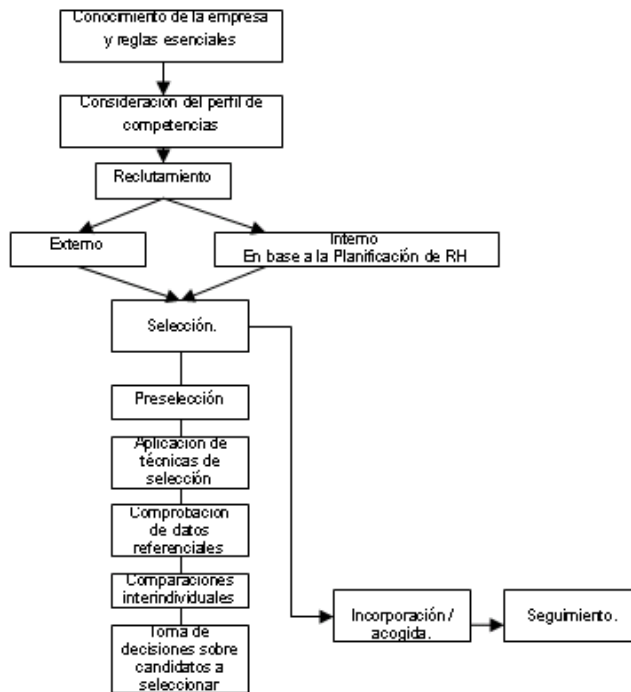 Conocimiento de la empresa
y reglas esenciales
Consideración del perfil de
competencias
Reclutamiento
Externo
Interno
En base a la Planificación de RH
Selección.
Preselección
Aplicación de
técnicas de
selección
Comprobación
de datos
referenciales
Comparaciones
interindividuales
Toma de
decisiones sobre
candidatos a
seleccionar
Incorporación /
acogida.
Seguimiento.